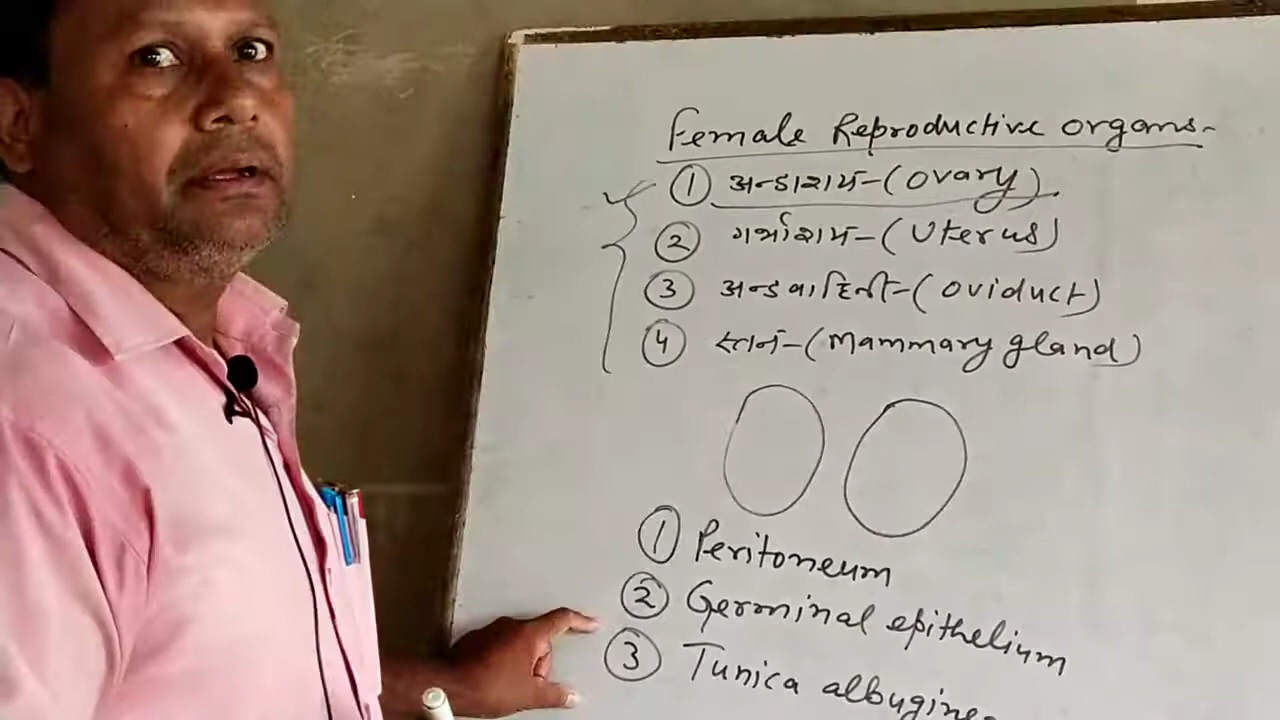 Female Reproductive organs-
① अन्डाशय-(Ovary).
② गर्भाशय-(Uterus)
③ अन्डवाहिनी-(oviduct)
④ स्तन-(Mammary gland)
① Peritoneum
② Germinal epithelium
③ Tunica albugine